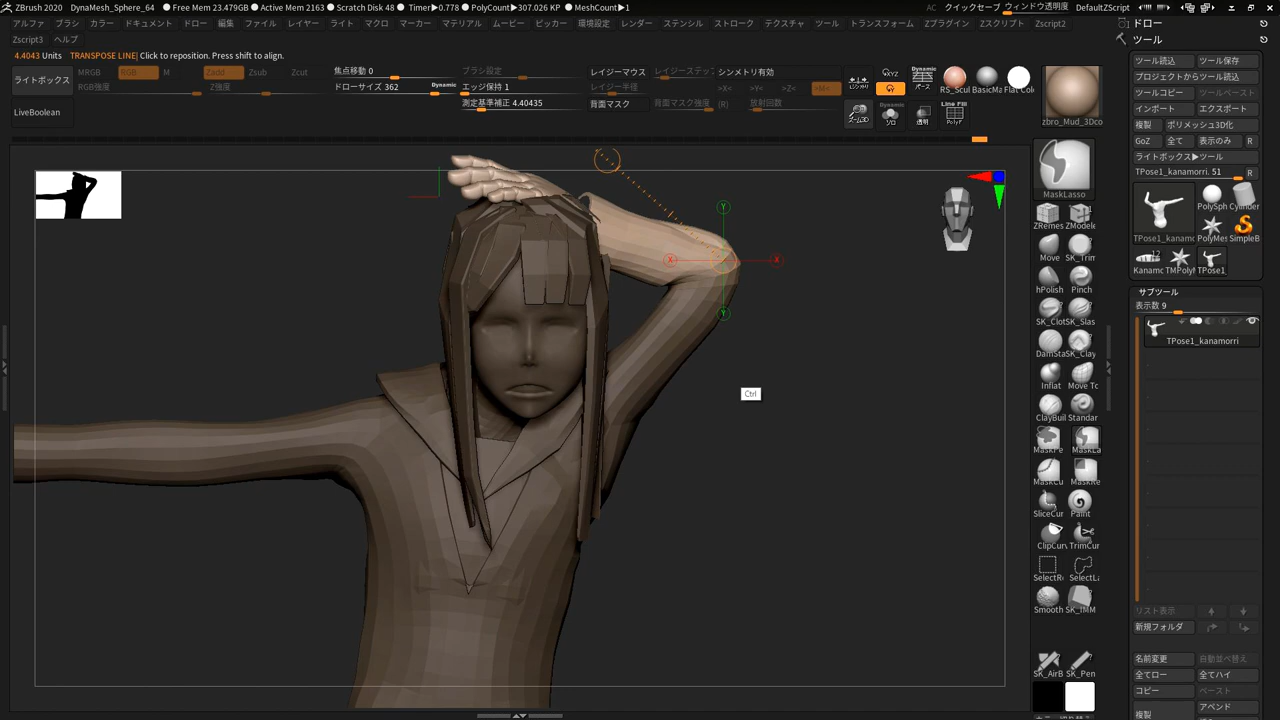 ZBrush 2020 DynaMesh_Sphere_64 ● Free Mem 23.479GB ● Active Mem 2163 ● Scratch Disk 48 ● Timer▶0.778 ● PolyCount▶307.026 KP ● MeshCount▶1 AC クイックセーブ ウィンドウ透明度 DefaultZScript
アルファ ブラシ カラー ドキュメント ドロー 編集 ファイル レイヤー ライト マクロ マーカー マテリアル ムービー ピッカー 環境設定 レンダー ステンシル ストローク テクスチャ ツール トランスフォーム Zプラグイン Zスクリプト Zscript2
Zscript3 ヘルプ
4.4043 Units TRANSPOSE LINE| Click to reposition. Press shift to align.
ライトボックス
LiveBoolean
MRGB RGB M Zadd Zsub Zcut
RGB強度 Z強度
焦点移動 0 ブラシ設定
ドローサイズ 362 Dynamic エッジ保持 1
測定基準補正 4.40435
レイジーマウス レイジーステップ シンメトリ有効
レイジー半径 >X< >Y< >Z< >M<
背面マスク 背面マスク強度 (R) 放射回数
XYZ
ズーム3D
Dynamic
ソロ
Dynamic
パース
透明
Line Fill
PolyF
RS_Scul BasicMa Flat Colo
zbro_Mud_3Dco
X X
Y
Y
Ctrl
MaskLasso
ZRemes ZModele
Move SK_Trim
hPolish Pinch
SK_Clot SK_Slas
DamSta SK_Clay
Inflat Move To
ClayBuil Standar
MaskPe MaskLa
MaskCu MaskRe
SliceCur Paint
ClipCurv TrimCur
SelectRe SelectLa
Smooth SK_IMM
SK_AirB SK_Pen
ドロー
ツール
ツール読込 ツール保存
プロジェクトからツール読込
ツールコピー ツールペースト
インポート エクスポート
複製 ポリメッシュ3D化
GoZ 全て 表示のみ R
ライトボックス▶ツール
TPose1_kanamorri. 51 R
TPose1_kanamo
PolySph Cylinder
PolyMes SimpleB
12
Kanamc TMPoly TPose1_
サブツール
表示数 9
TPose1_kanamorri
リスト表示
新規フォルダ
名前変更 自動並べ替え
全てロー 全てハイ
コピー ペースト
複製 アペンド